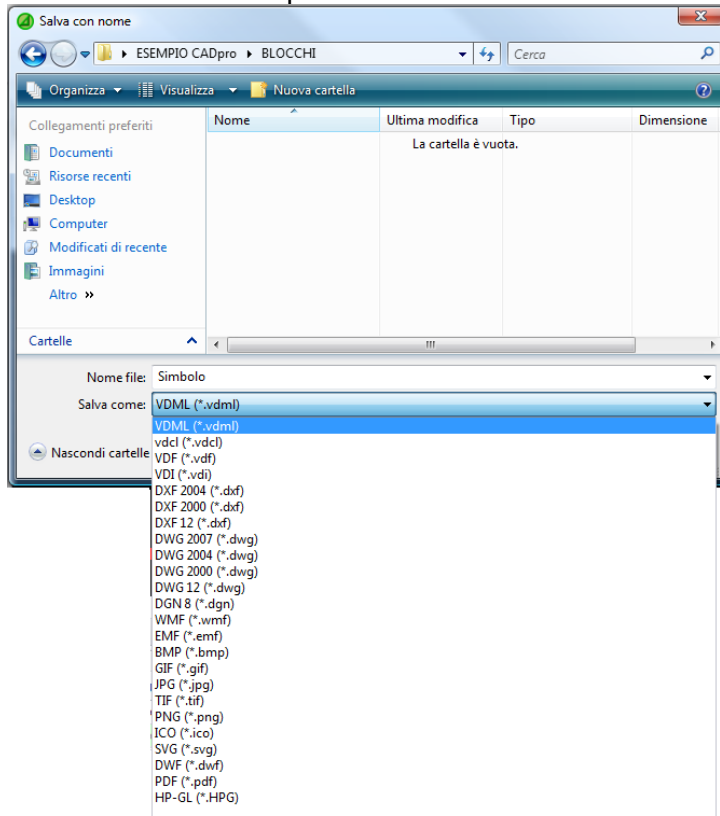 Salva con nome
ESEMPIO CADpro BLOCCHI Cerca
Organizza Visualizza Nuova cartella
Collegamenti preferiti
Nome Ultima modifica Tipo Dimensione
La cartella è vuota.
Documenti
Risorse recenti
Desktop
Computer
Modificati di recente
Immagini
Altro »
Cartelle
Nome file: Simbolo
Salva come: VDML (*.vdml)
VDML (*.vdml)
vdcl (*.vdcl)
Nascondi cartelle
VDF (*.vdf)
VDI (*.vdi)
DXF 2004 (*.dxf)
DXF 2000 (*.dxf)
DXF 12 (*.dxf)
DWG 2007 (*.dwg)
DWG 2004 (*.dwg)
DWG 2000 (*.dwg)
DWG 12 (*.dwg)
DGN 8 (*.dgn)
WMF (*.wmf)
EMF (*.emf)
BMP (*.bmp)
GIF (*.gif)
JPG (*.jpg)
TIF (*.tif)
PNG (*.png)
ICO (*.ico)
SVG (*.svg)
DWF (*.dwf)
PDF (*.pdf)
HP-GL (*.HPG)